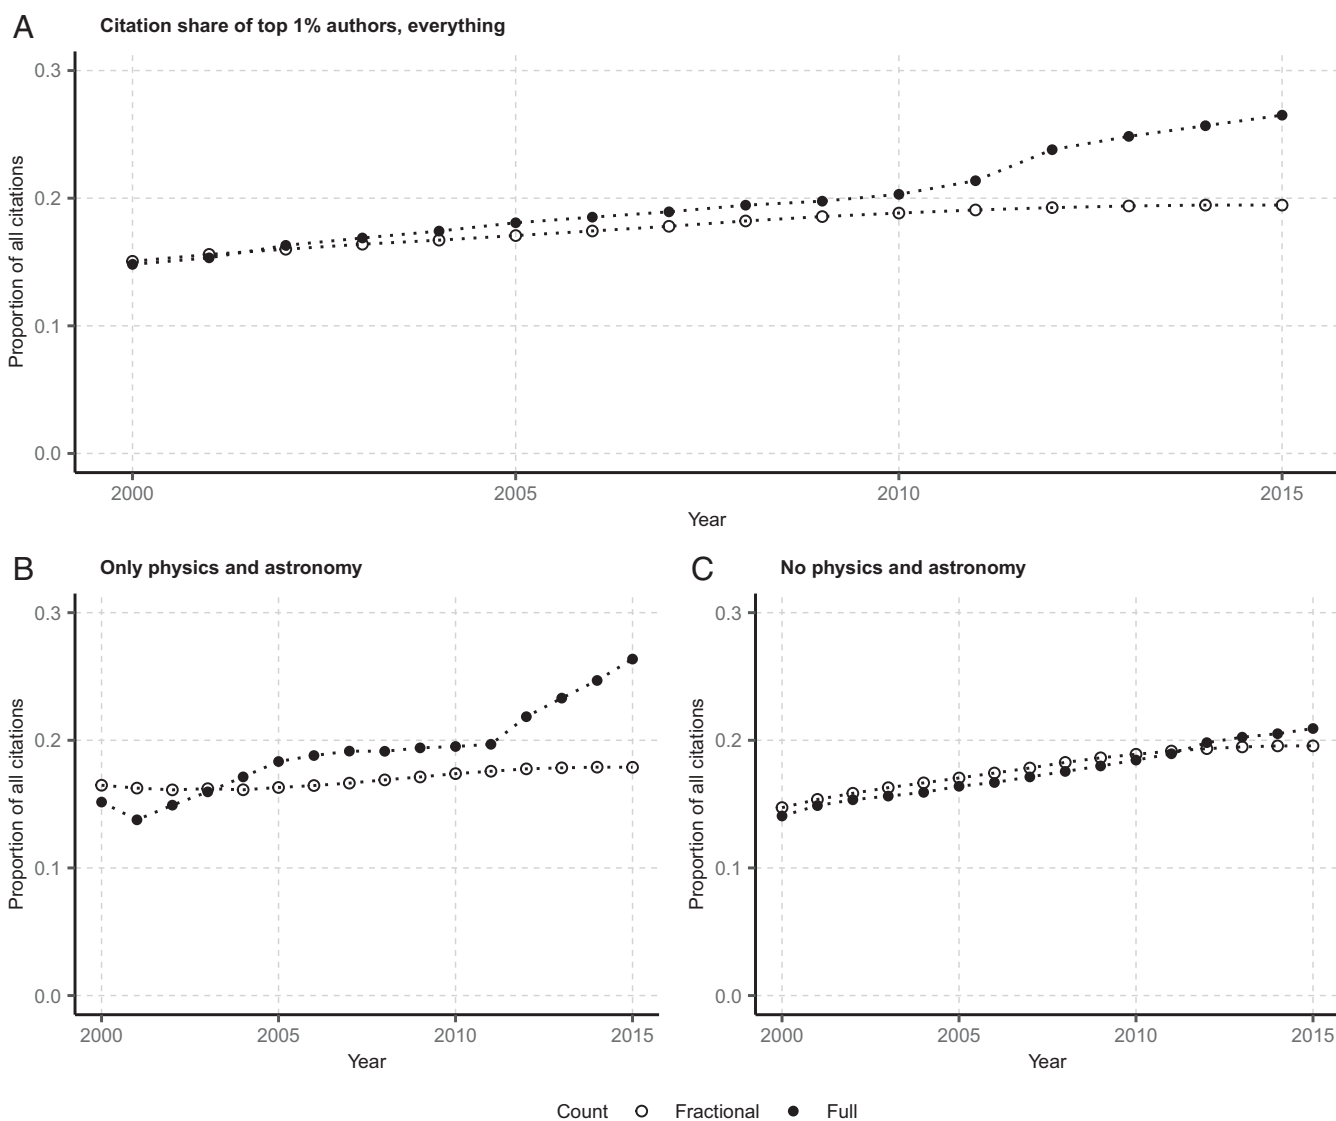 A
Citation share of top 1% authors, everything
Proportion of all citations
0.3
0.2
0.1
0.0
2000 2005 2010 2015
Year
B
Only physics and astronomy
Proportion of all citations
0.3
0.2
0.1
0.0
2000 2005 2010 2015
Year
C
No physics and astronomy
Proportion of all citations
0.3
0.2
0.1
0.0
2000 2005 2010 2015
Year
Count Fractional Full